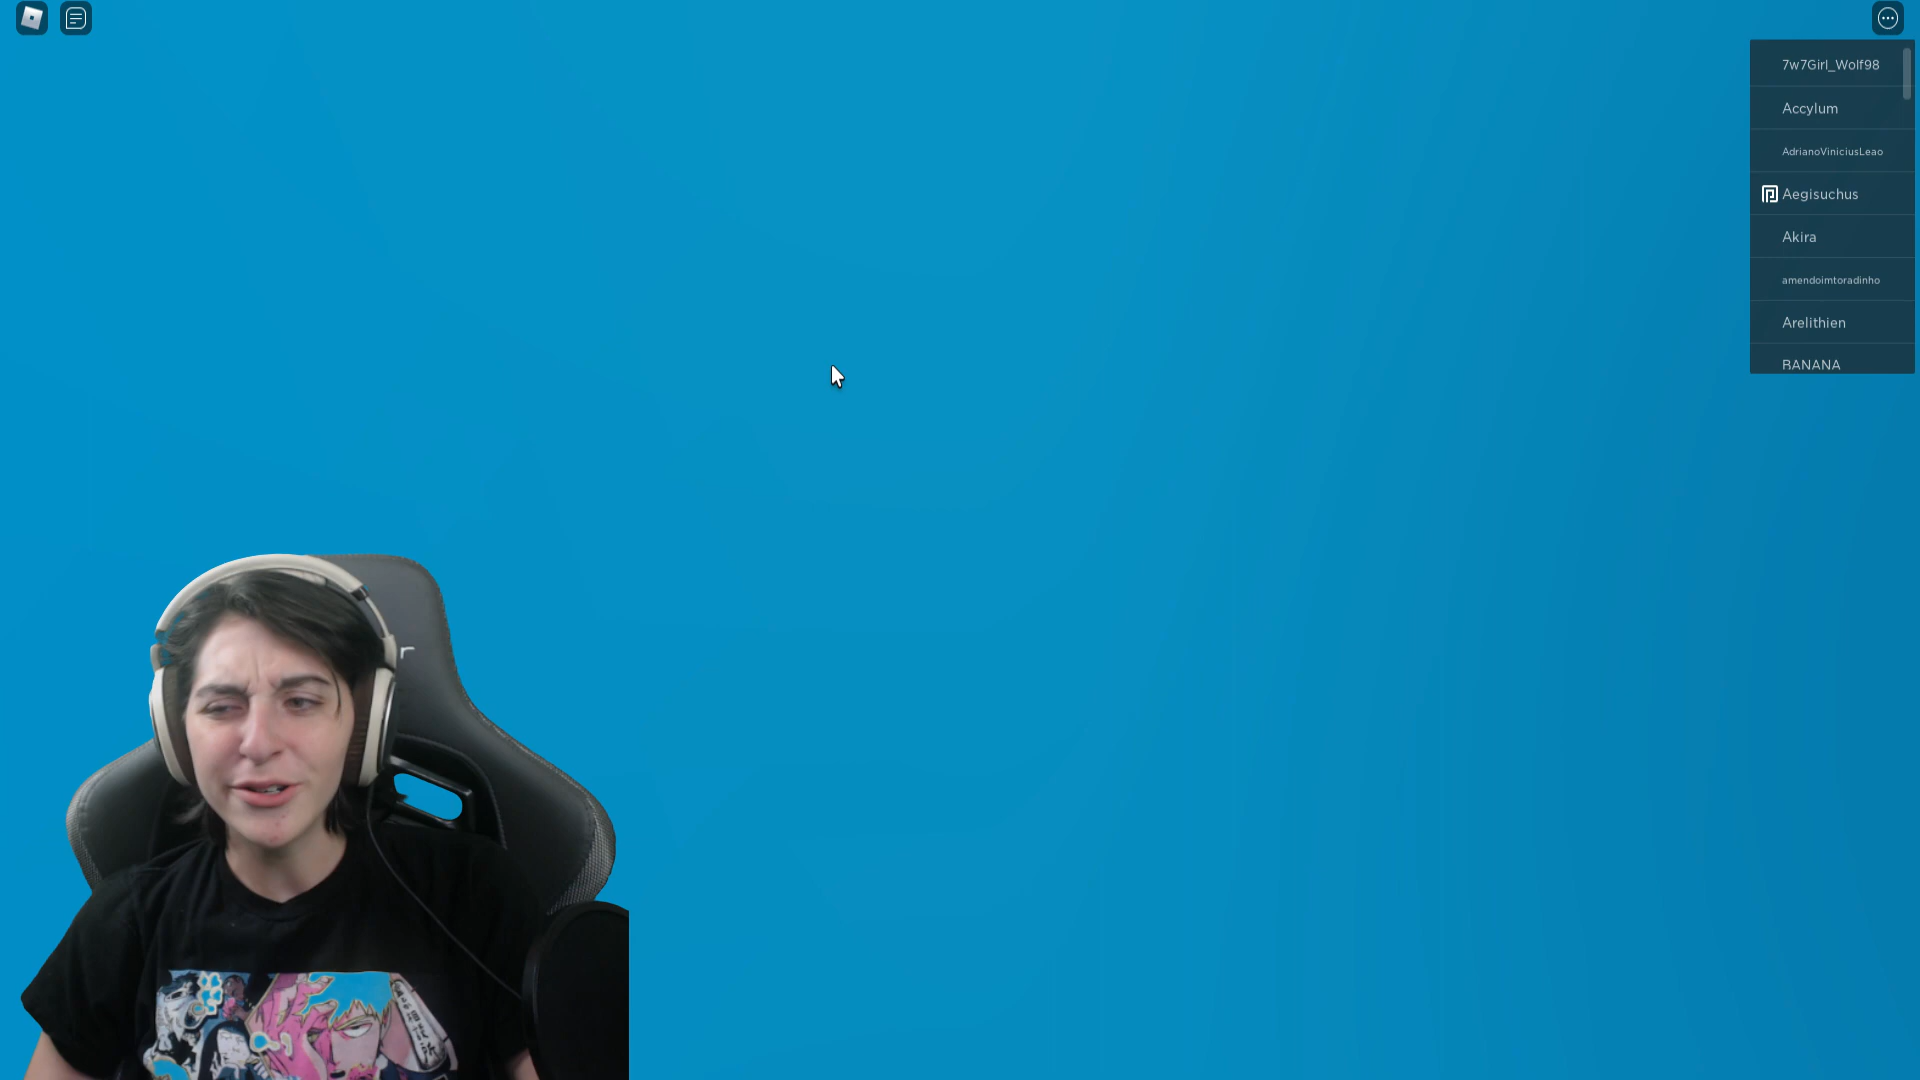 7w7Girl_Wolf98
Accylum
AdrianoViniciusLeao
Aegisuchus
Akira
amendoimtoradinho
Arelithien
BANANA
r